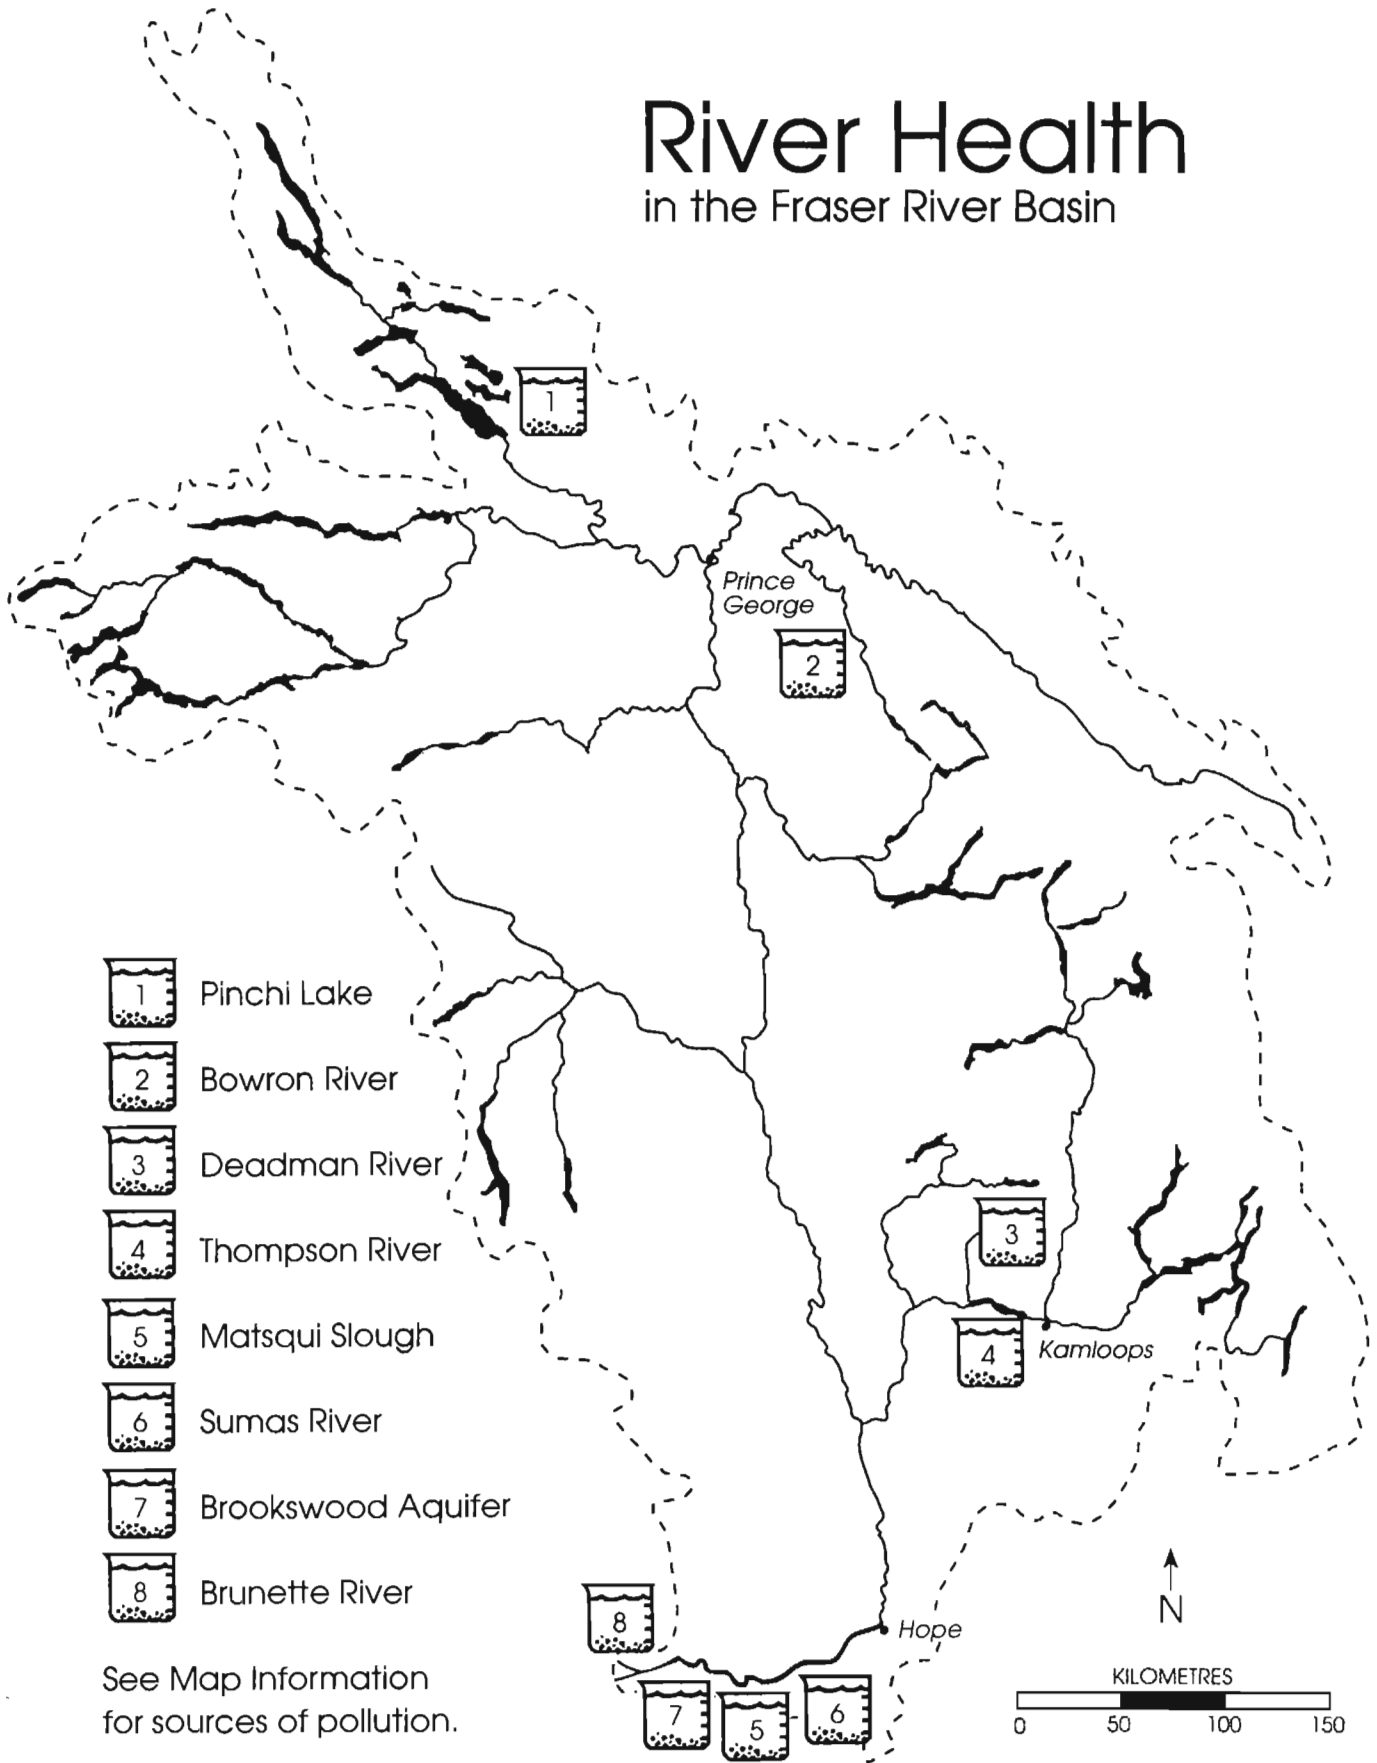 River Health
in the Fraser River Basin
1
Prince
George
2
3
4
Kamloops
1 Pinchi Lake
2 Bowron River
3 Deadman River
4 Thompson River
5 Matsqui Slough
6 Sumas River
7 Brookswood Aquifer
8 Brunette River
See Map Information
for sources of pollution.
8
Hope
7
5
6
N
KILOMETRES
0 50 100 150